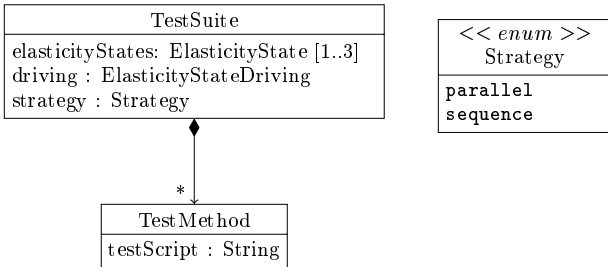 TestSuite
elasticityStates: ElasticityState [1..3]
driving : ElasticityStateDriving
strategy : Strategy
<< enum >>
Strategy
parallel
sequence
*
TestMethod
testScript : String